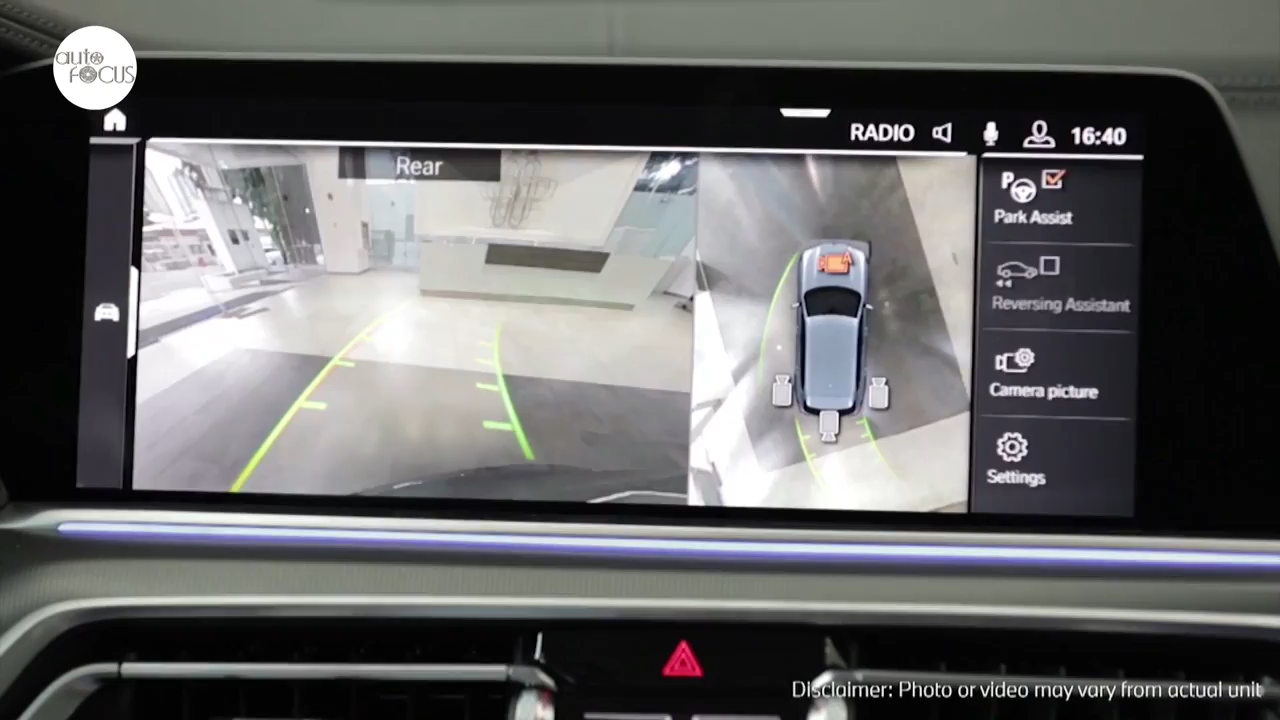 auto
FOCUS
Rear
RADIO
16:40
P
Park Assist
A
Reversing Assistant
Camera picture
Settings
Disclaimer: Photo or video may vary from actual unit